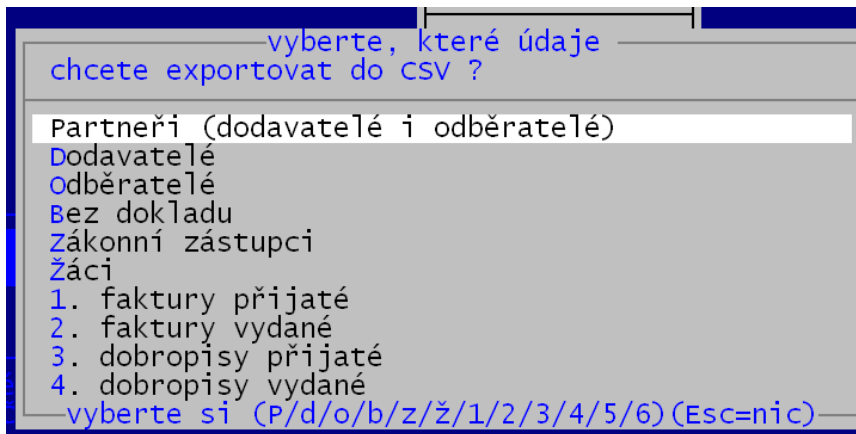 vyberte, které údaje
chcete exportovat do CSV ?
Partneři (dodavatelé i odběratelé)
Dodavatelé
Odběratelé
Bez dokladu
Zákonní zástupci
Žáci
1. faktury přijaté
2. faktury vydané
3. dobropisy přijaté
4. dobropisy vydané
vyberte si (P/d/o/b/z/ž/1/2/3/4/5/6)(Esc=nic)